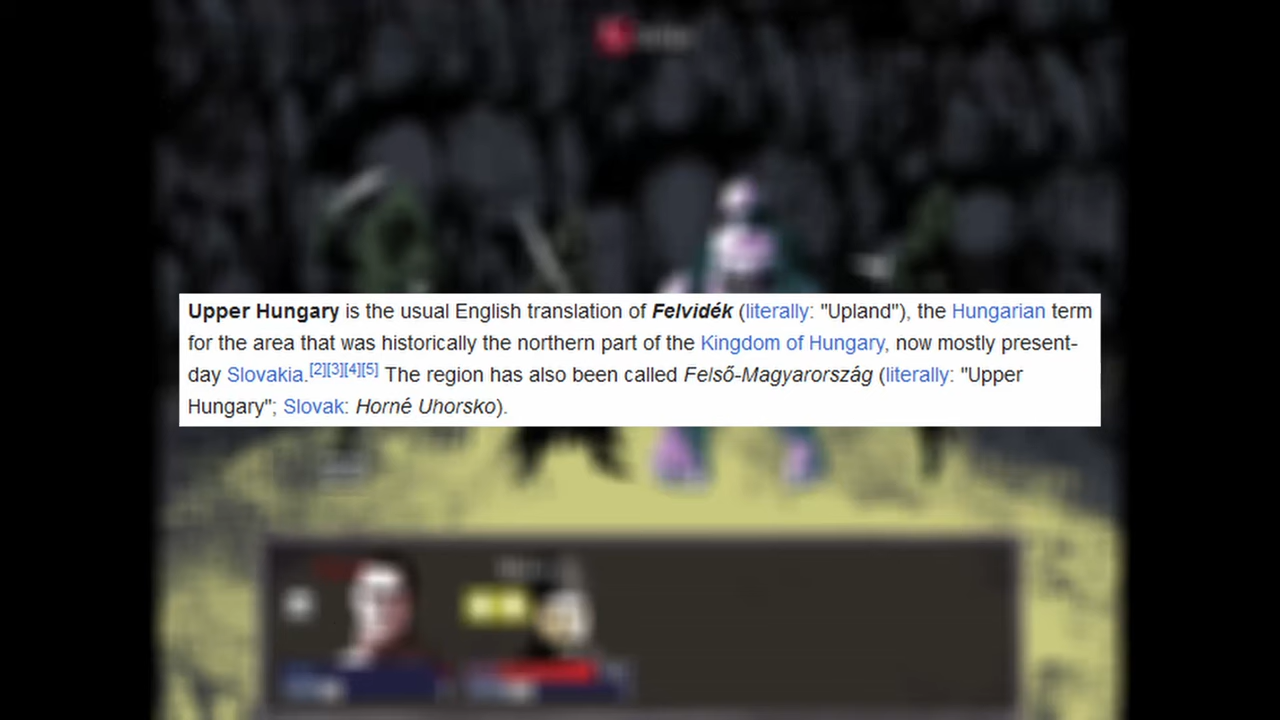 Upper Hungary is the usual English translation of Felvidék (literally: "Upland"), the Hungarian term
for the area that was historically the northern part of the Kingdom of Hungary, now mostly present-
day Slovakia.[2][3][4][5] The region has also been called Felső-Magyarország (literally: "Upper
Hungary"; Slovak: Horné Uhorsko).